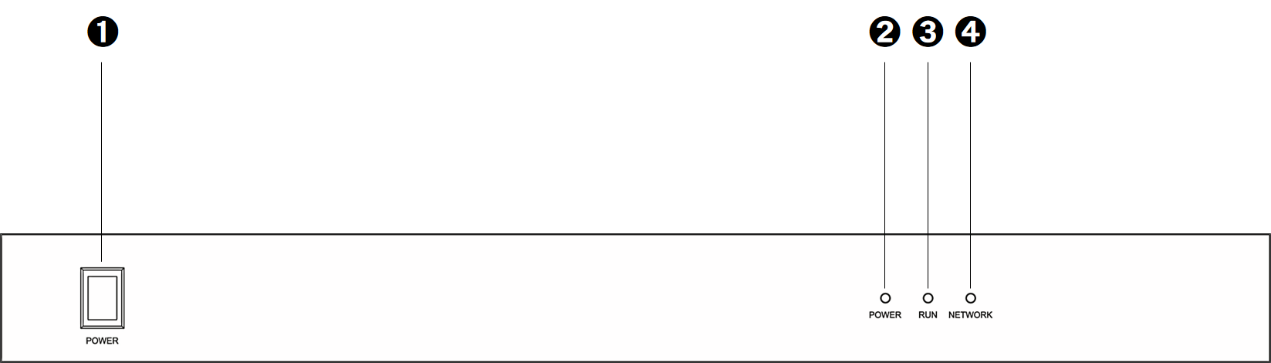 ❶ ❷ ❸ ❹
POWER RUN NETWORK
POWER